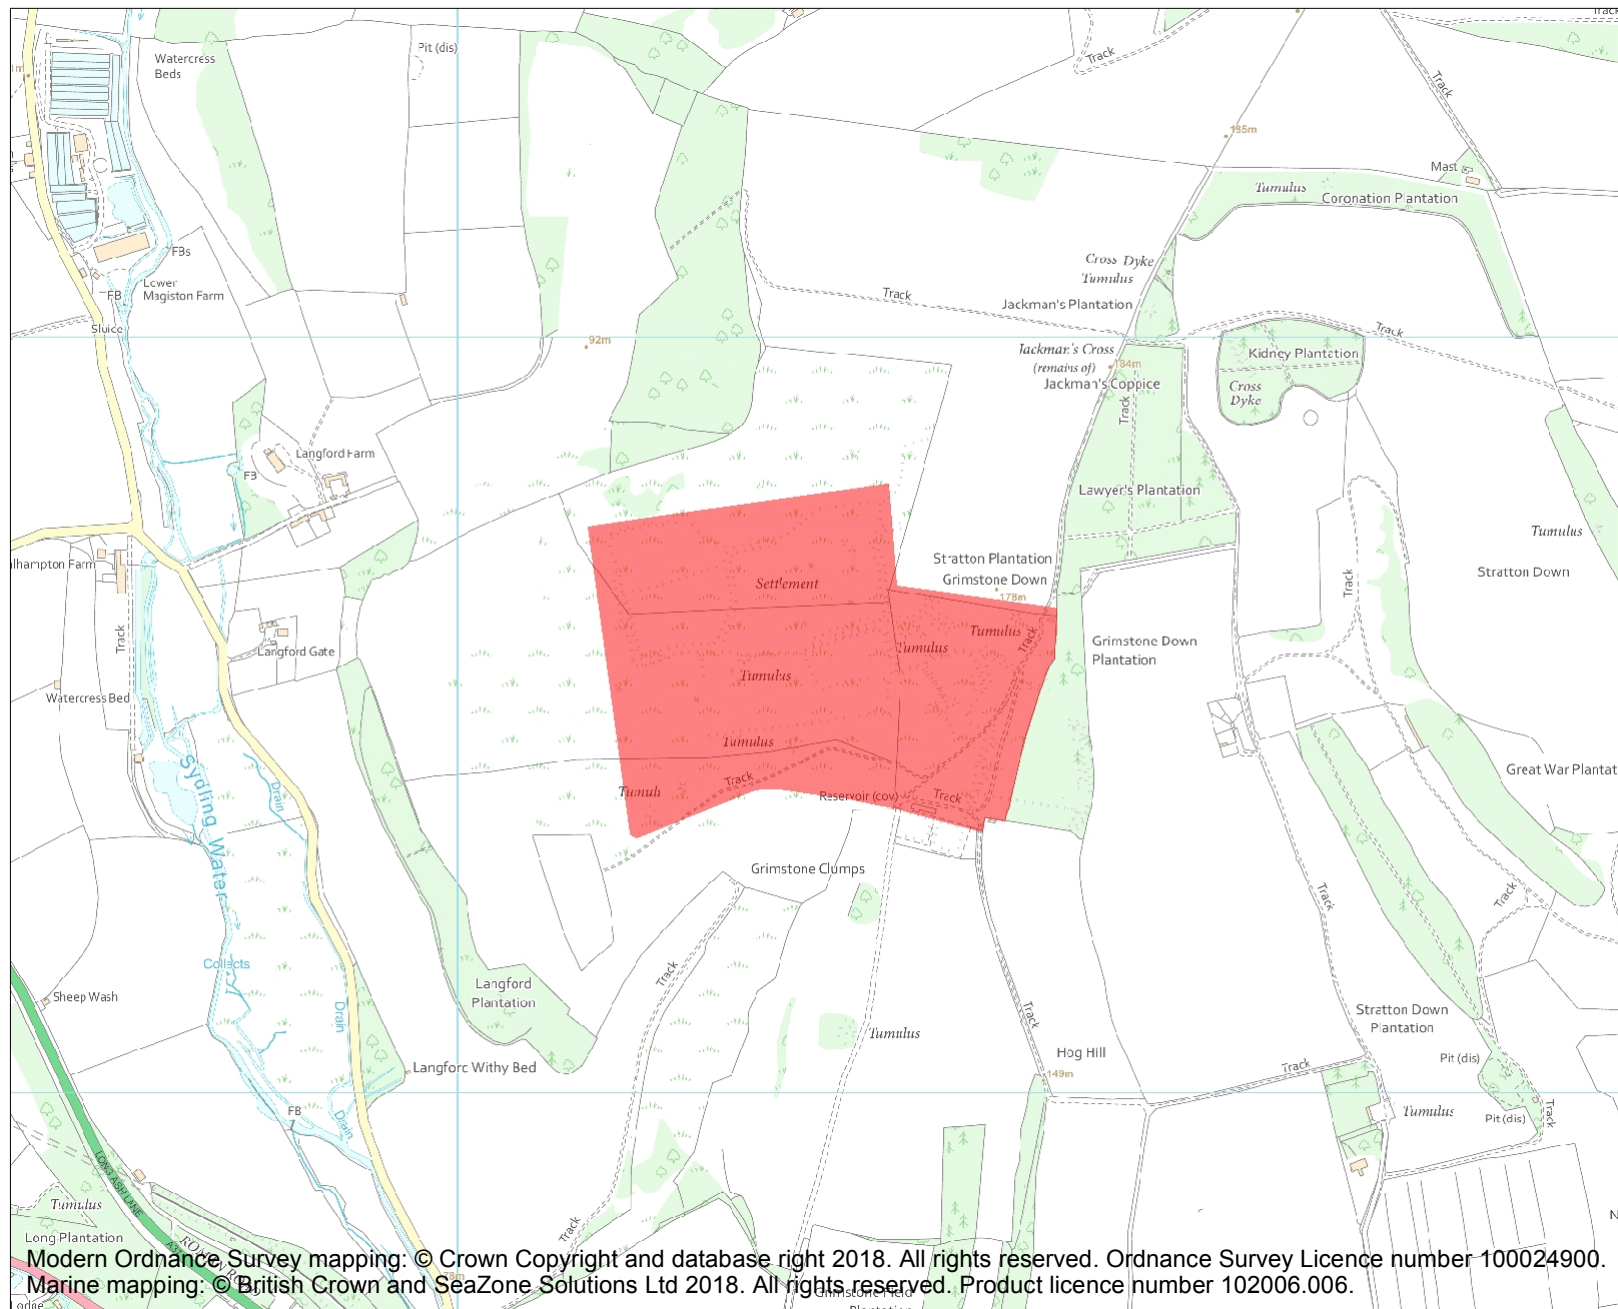 Track
Pit (dis)
Watercress
Beds
Track
Track
185m
Mast
Tumulus
Coronation Plantation
FBs
Cross Dyke
Tumulus
FB
Lower
Magiston Farm
Track
Jackman's Plantation
Sluice
Track
92m
Jackman's Cross
(remains of)
184m
Jackman's Coppice
Kidney Plantation
Cross
Dyke
Track
Langford Farm
FB
Lawyer's Plantation
Tumulus
Stratton Plantation
Grimstone Down
178m
Stratton Down
Settlement
Track
Track
Tumulus
Tumulus
Track
Grimstone Down
Plantation
Langford Gate
Tumulus
Watercress Bed
Tumulus
Sydling Water
Drain
Track
Tumuli
Reservoir (cov)
Track
Great War Plantat
Grimstone Clumps
Track
Track
Collects
Track
Sheep Wash
Langford
Plantation
Drain
Track
Tumulus
Stratton Down
Plantation
Hog Hill
149m
Track
Pit (dis)
Langford Withy Bed
FB
Drain
Tumulus
Pit (dis)
Track
LONG ASH LANE
Tumulus
Long Plantation
Track
Modern Ordnance Survey mapping: © Crown Copyright and database right 2018. All rights reserved. Ordnance Survey Licence number 100024900.
Marine mapping: © British Crown and SeaZone Solutions Ltd 2018. All rights reserved. Product licence number 102006.006.